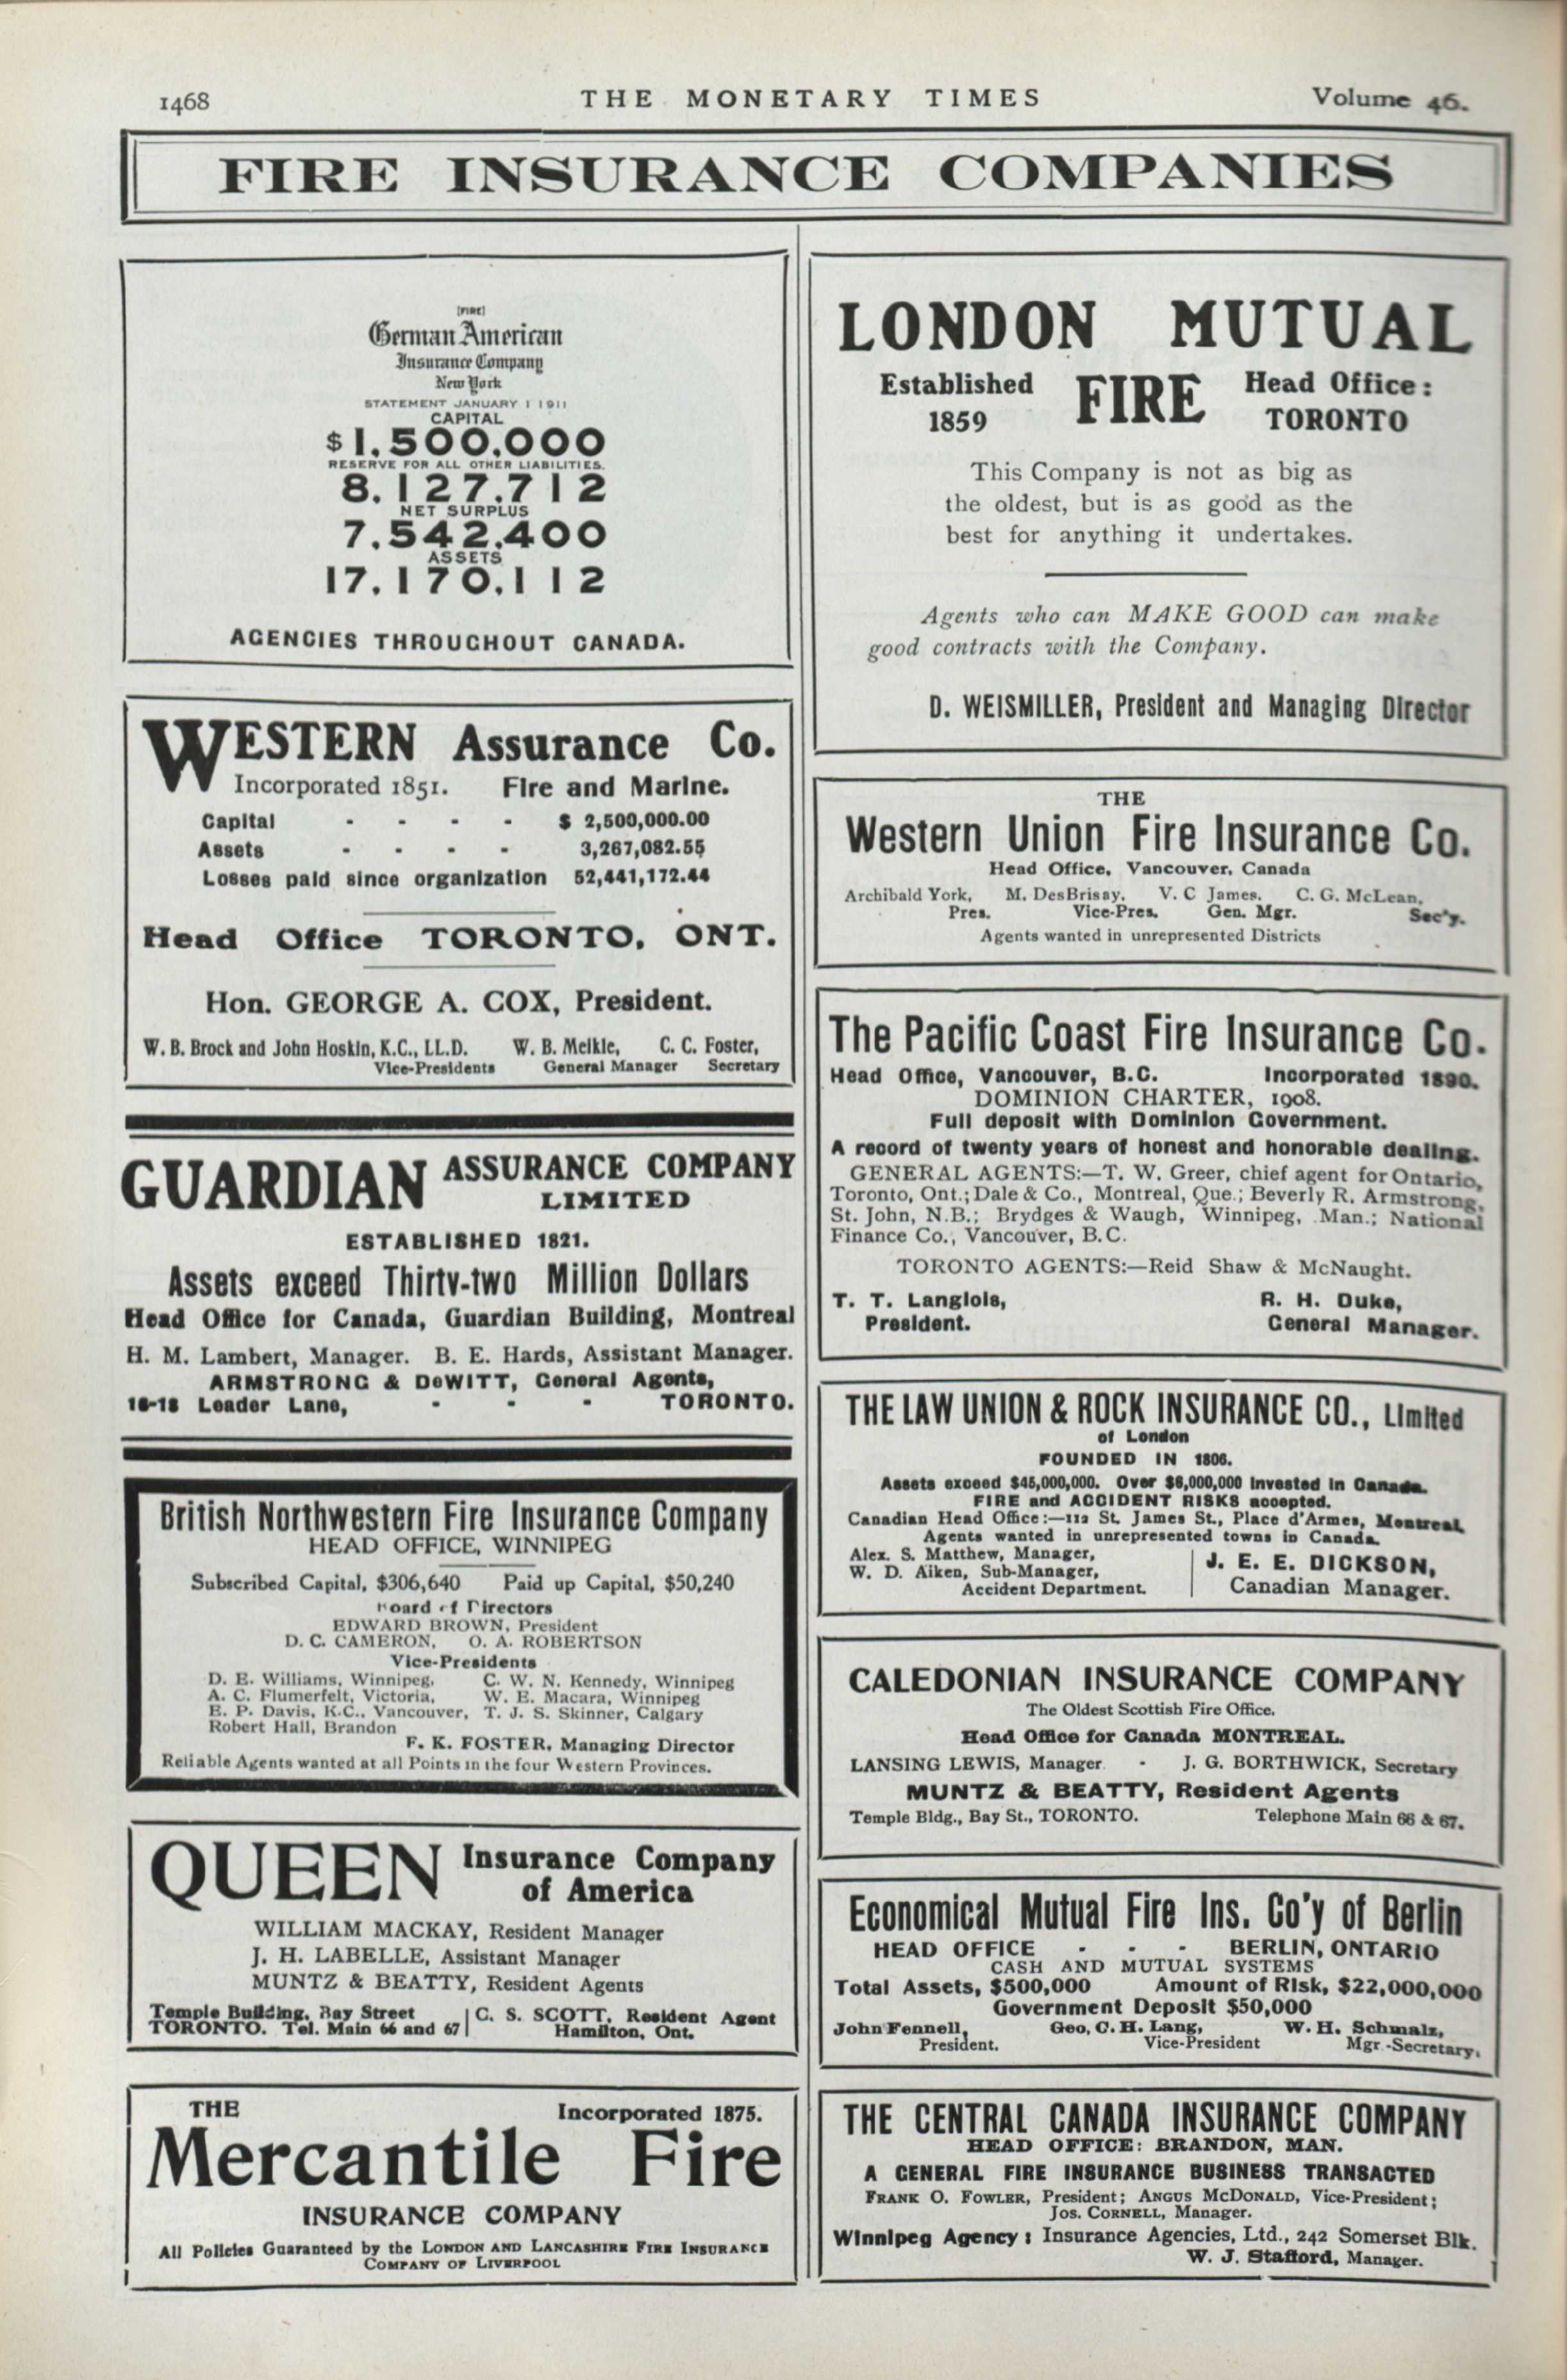 1468 THE MONETARY TIMES Volume 46.
FIRE INSURANCE COMPANIES
[FIRE]
German American
Insurance Company
New York
STATEMENT JANUARY 1 1911
CAPITAL
$1,500,000
RESERVE FOR ALL OTHER LIABILITIES.
8,127,712
NET SURPLUS
7,542,400
ASSETS
17,170,112
AGENCIES THROUGHOUT CANADA.
WESTERN Assurance Co.
Incorporated 1851. Fire and Marine.
Capital - - - - $ 2,500,000.00
Assets - - - - 3,267,082.55
Losses paid since organization 52,441,172.44
Head Office TORONTO, ONT.
Hon. GEORGE A. COX, President.
W. B. Brock and John Hoskin, K.C., LL.D. W. B. Meikle, C. C. Foster,
Vice-Presidents General Manager Secretary
GUARDIAN ASSURANCE COMPANY
LIMITED
ESTABLISHED 1821.
Assets exceed Thirty-two Million Dollars
Head Office for Canada, Guardian Building, Montreal
H. M. Lambert, Manager. B. E. Hards, Assistant Manager.
ARMSTRONG & DeWITT, General Agents,
16-18 Leader Lane, - - - TORONTO.
British Northwestern Fire Insurance Company
HEAD OFFICE, WINNIPEG
Subscribed Capital, $306,640 Paid up Capital, $50,240
Board of Directors
EDWARD BROWN, President
D. C. CAMERON, O. A. ROBERTSON
Vice-Presidents
D. E. Williams, Winnipeg, C. W. N. Kennedy, Winnipeg
A. C. Flumerfelt, Victoria, W. E. Macara, Winnipeg
E. P. Davis, K.C., Vancouver, T. J. S. Skinner, Calgary
Robert Hall, Brandon
F. K. FOSTER, Managing Director
Reliable Agents wanted at all Points in the four Western Provinces.
QUEEN Insurance Company
of America
WILLIAM MACKAY, Resident Manager
J. H. LABELLE, Assistant Manager
MUNTZ & BEATTY, Resident Agents
Temple Building, Bay Street C. S. SCOTT, Resident Agent
TORONTO. Tel. Main 66 and 67 Hamilton, Ont.
THE Incorporated 1875.
Mercantile Fire
INSURANCE COMPANY
All Policies Guaranteed by the LONDON AND LANCASHIRE FIRE INSURANCE
COMPANY OF LIVERPOOL
LONDON MUTUAL
Established FIRE Head Office:
1859 TORONTO
This Company is not as big as
the oldest, but is as good as the
best for anything it undertakes.
Agents who can MAKE GOOD can make
good contracts with the Company.
D. WEISMILLER, President and Managing Director
THE
Western Union Fire Insurance Co.
Head Office, Vancouver, Canada
Archibald York, M. DesBrisay, V. C James, C. G. McLean,
Pres. Vice-Pres. Gen. Mgr. Sec'y.
Agents wanted in unrepresented Districts
The Pacific Coast Fire Insurance Co.
Head Office, Vancouver, B.C. Incorporated 1890.
DOMINION CHARTER, 1908.
Full deposit with Dominion Government.
A record of twenty years of honest and honorable dealing.
GENERAL AGENTS:—T. W. Greer, chief agent for Ontario,
Toronto, Ont.; Dale & Co., Montreal, Que.; Beverly R. Armstrong,
St. John, N.B.; Brydges & Waugh, Winnipeg, Man.; National
Finance Co., Vancouver, B.C.
TORONTO AGENTS:—Reid Shaw & McNaught.
T. T. Langlois, R. H. Duke,
President. General Manager.
THE LAW UNION & ROCK INSURANCE CO., Limited
of London
FOUNDED IN 1806.
Assets exceed $45,000,000. Over $6,000,000 Invested in Canada.
FIRE and ACCIDENT RISKS accepted.
Canadian Head Office:—112 St. James St., Place d'Armes, Montreal.
Agents wanted in unrepresented towns in Canada.
Alex. S. Matthew, Manager, J. E. E. DICKSON,
W. D. Aiken, Sub-Manager,
Accident Department. Canadian Manager.
CALEDONIAN INSURANCE COMPANY
The Oldest Scottish Fire Office.
Head Office for Canada MONTREAL.
LANSING LEWIS, Manager - J. G. BORTHWICK, Secretary
MUNTZ & BEATTY, Resident Agents
Temple Bldg., Bay St., TORONTO. Telephone Main 66 & 67.
Economical Mutual Fire Ins. Co'y of Berlin
HEAD OFFICE - - - BERLIN, ONTARIO
CASH AND MUTUAL SYSTEMS
Total Assets, $500,000 Amount of Risk, $22,000,000
Government Deposit $50,000
John Fennell, Geo. C. H. Lang, W. H. Schmalz,
President. Vice-President Mgr.-Secretary.
THE CENTRAL CANADA INSURANCE COMPANY
HEAD OFFICE: BRANDON, MAN.
A GENERAL FIRE INSURANCE BUSINESS TRANSACTED
FRANK O. FOWLER, President; ANGUS McDONALD, Vice-President;
JOS. CORNELL, Manager.
Winnipeg Agency: Insurance Agencies, Ltd., 242 Somerset Blk.
W. J. Stafford, Manager.